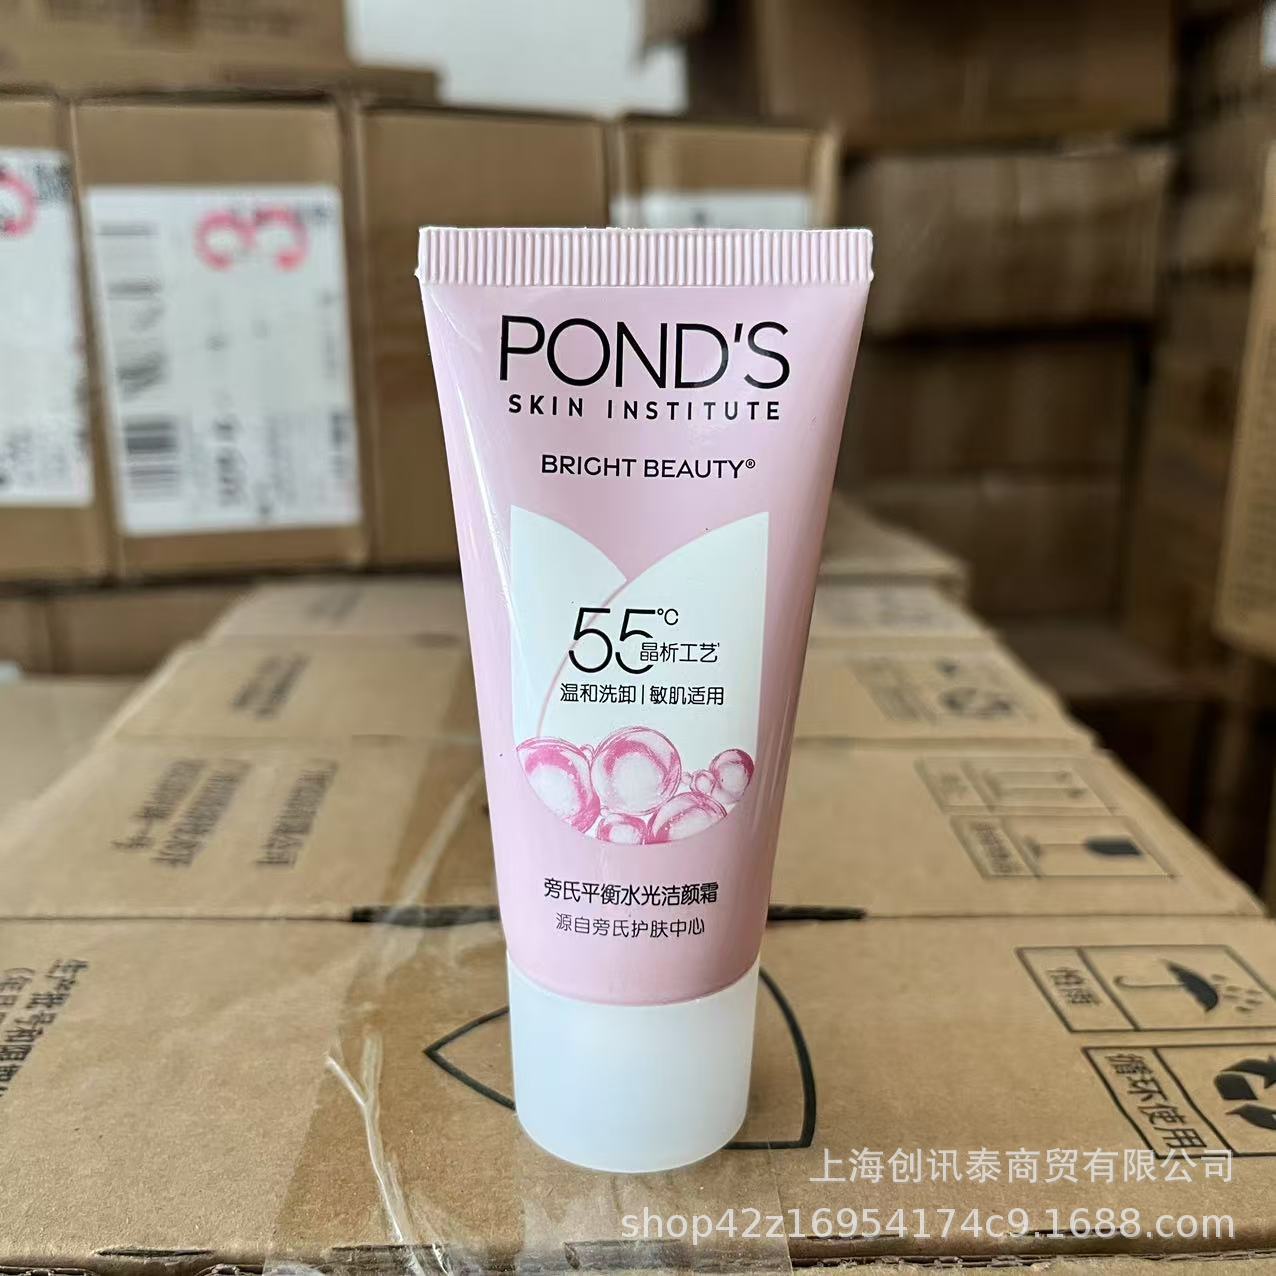 POND'S
SKIN INSTITUTE
BRIGHT BEAUTY®
55℃
晶析工艺
温和洗卸|敏肌适用
旁氏平衡水光洁颜霜
源自旁氏护肤中心
怕雨
循环使用
上海创讯泰商贸有限公司
shop42z16954174c9.1688.com